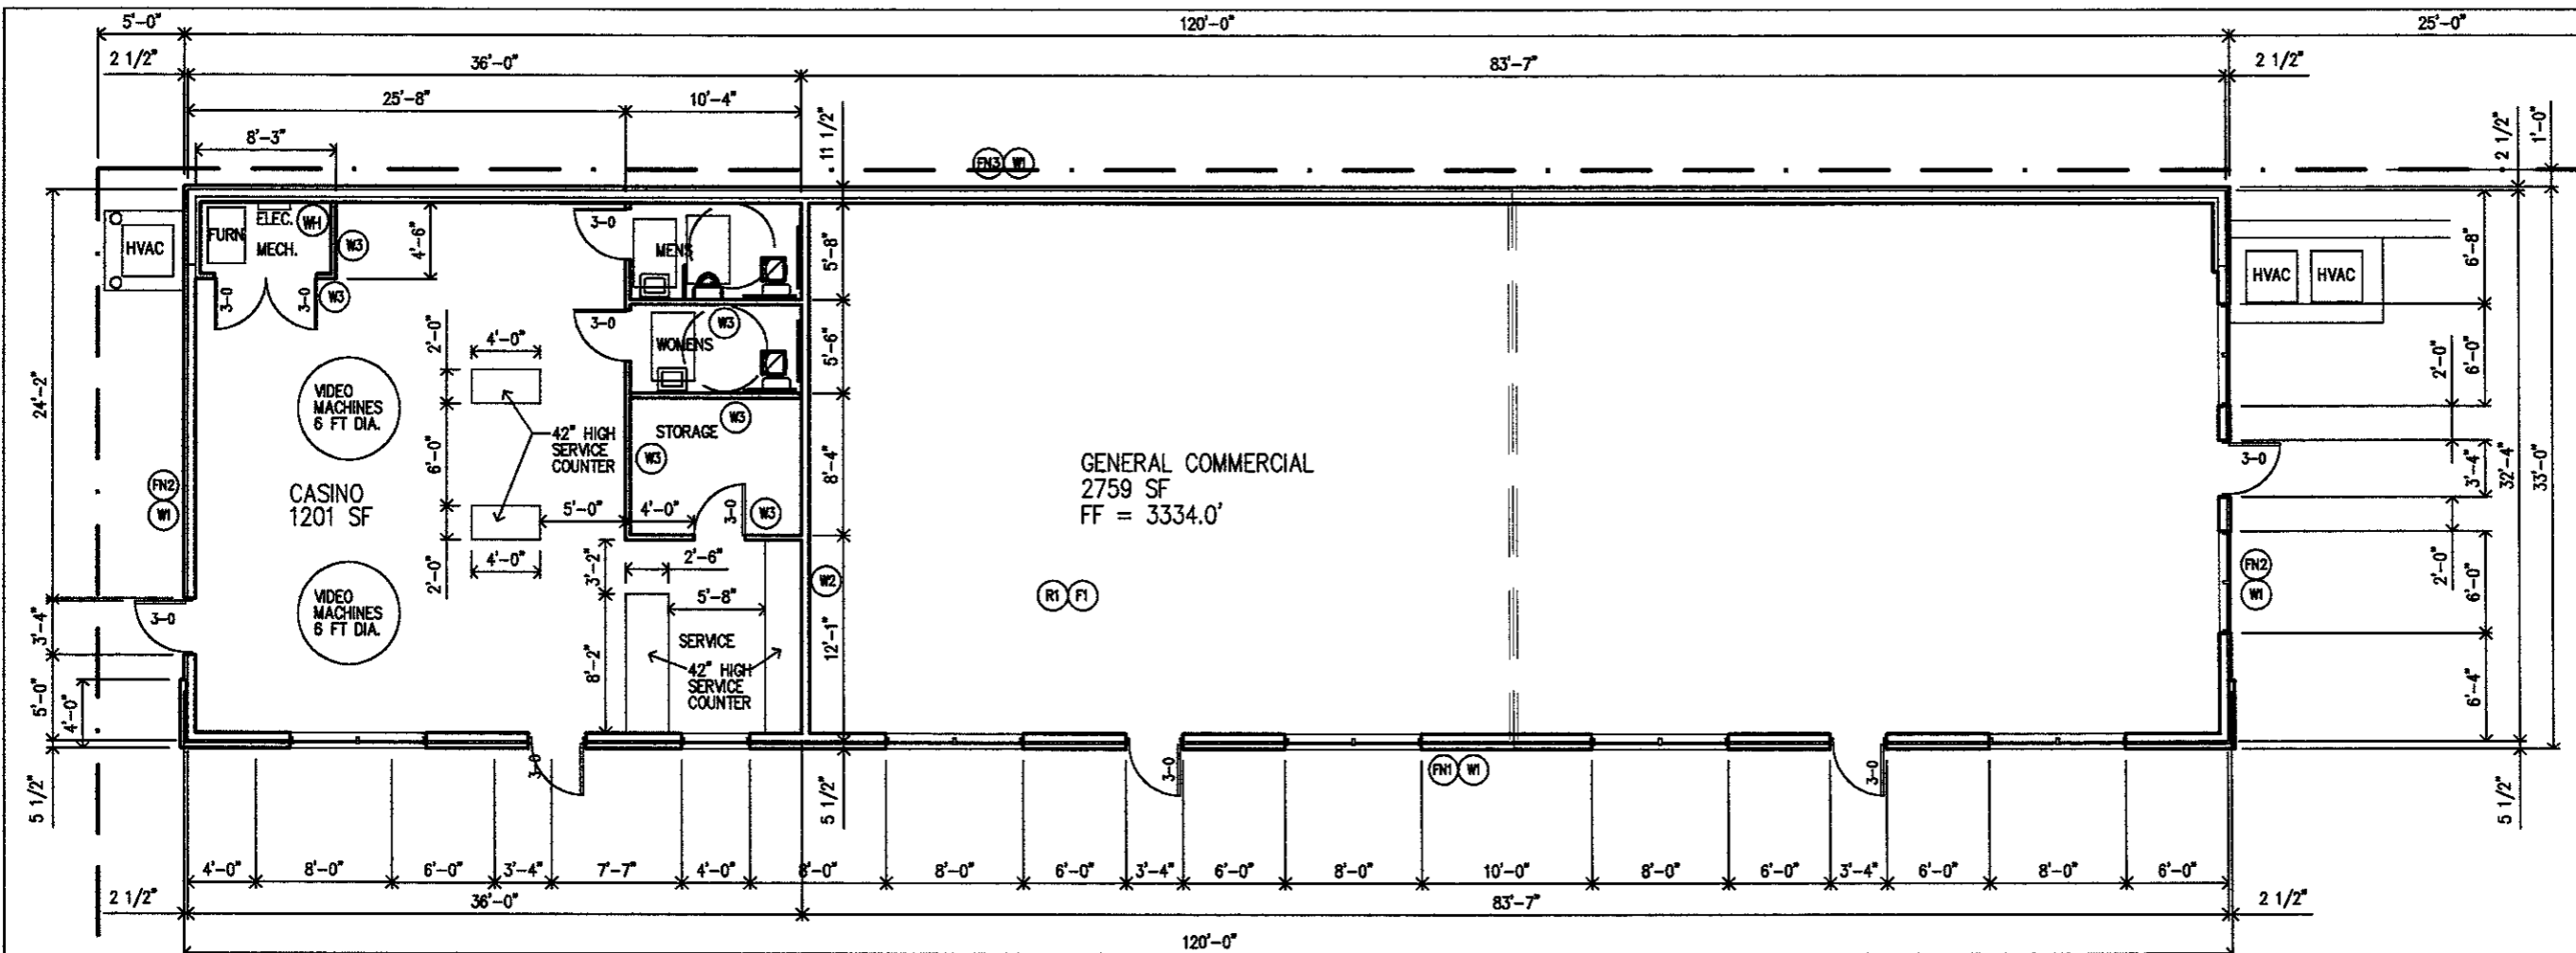 5'-0"
120'-0"
25'-0"
2 1/2"
36'-0"
83'-7"
2 1/2"
25'-8"
10'-4"
11 1/2"
2 1/2"
1'-0"
8'-3"
FN3 W1
HVAC
FURN
ELEC.
WH
MECH.
W3
4'-6"
3-0
MENS
5'-8"
6'-8"
HVAC
HVAC
3-0
3-0
W3
3-0
WOMENS
W3
5'-6"
2'-0"
4'-0"
2'-0"
6'-0"
24'-2"
VIDEO
MACHINES
6 FT DIA.
42" HIGH
SERVICE
COUNTER
6'-0"
STORAGE
W3
W3
8'-4"
3-0
3'-4"
32'-4"
33'-0"
GENERAL COMMERCIAL
2759 SF
FF = 3334.0'
FN2
W1
CASINO
1201 SF
5'-0"
4'-0"
3-0
W3
2'-0"
4'-0"
3'-2"
2'-6"
W2
2'-0"
6'-0"
FN2
W1
R1 F1
VIDEO
MACHINES
6 FT DIA.
5'-8"
3-0
3'-4"
SERVICE
42" HIGH
SERVICE
COUNTER
8'-2"
12'-1"
5'-0"
4'-0"
6'-4"
3-0
3-0
FN1 W1
3-0
5 1/2"
5 1/2"
5 1/2"
4'-0"
8'-0"
6'-0"
3'-4"
7'-7"
4'-0"
8'-0"
8'-0"
6'-0"
3'-4"
6'-0"
8'-0"
10'-0"
8'-0"
6'-0"
3'-4"
6'-0"
8'-0"
6'-0"
2 1/2"
36'-0"
83'-7"
2 1/2"
120'-0"